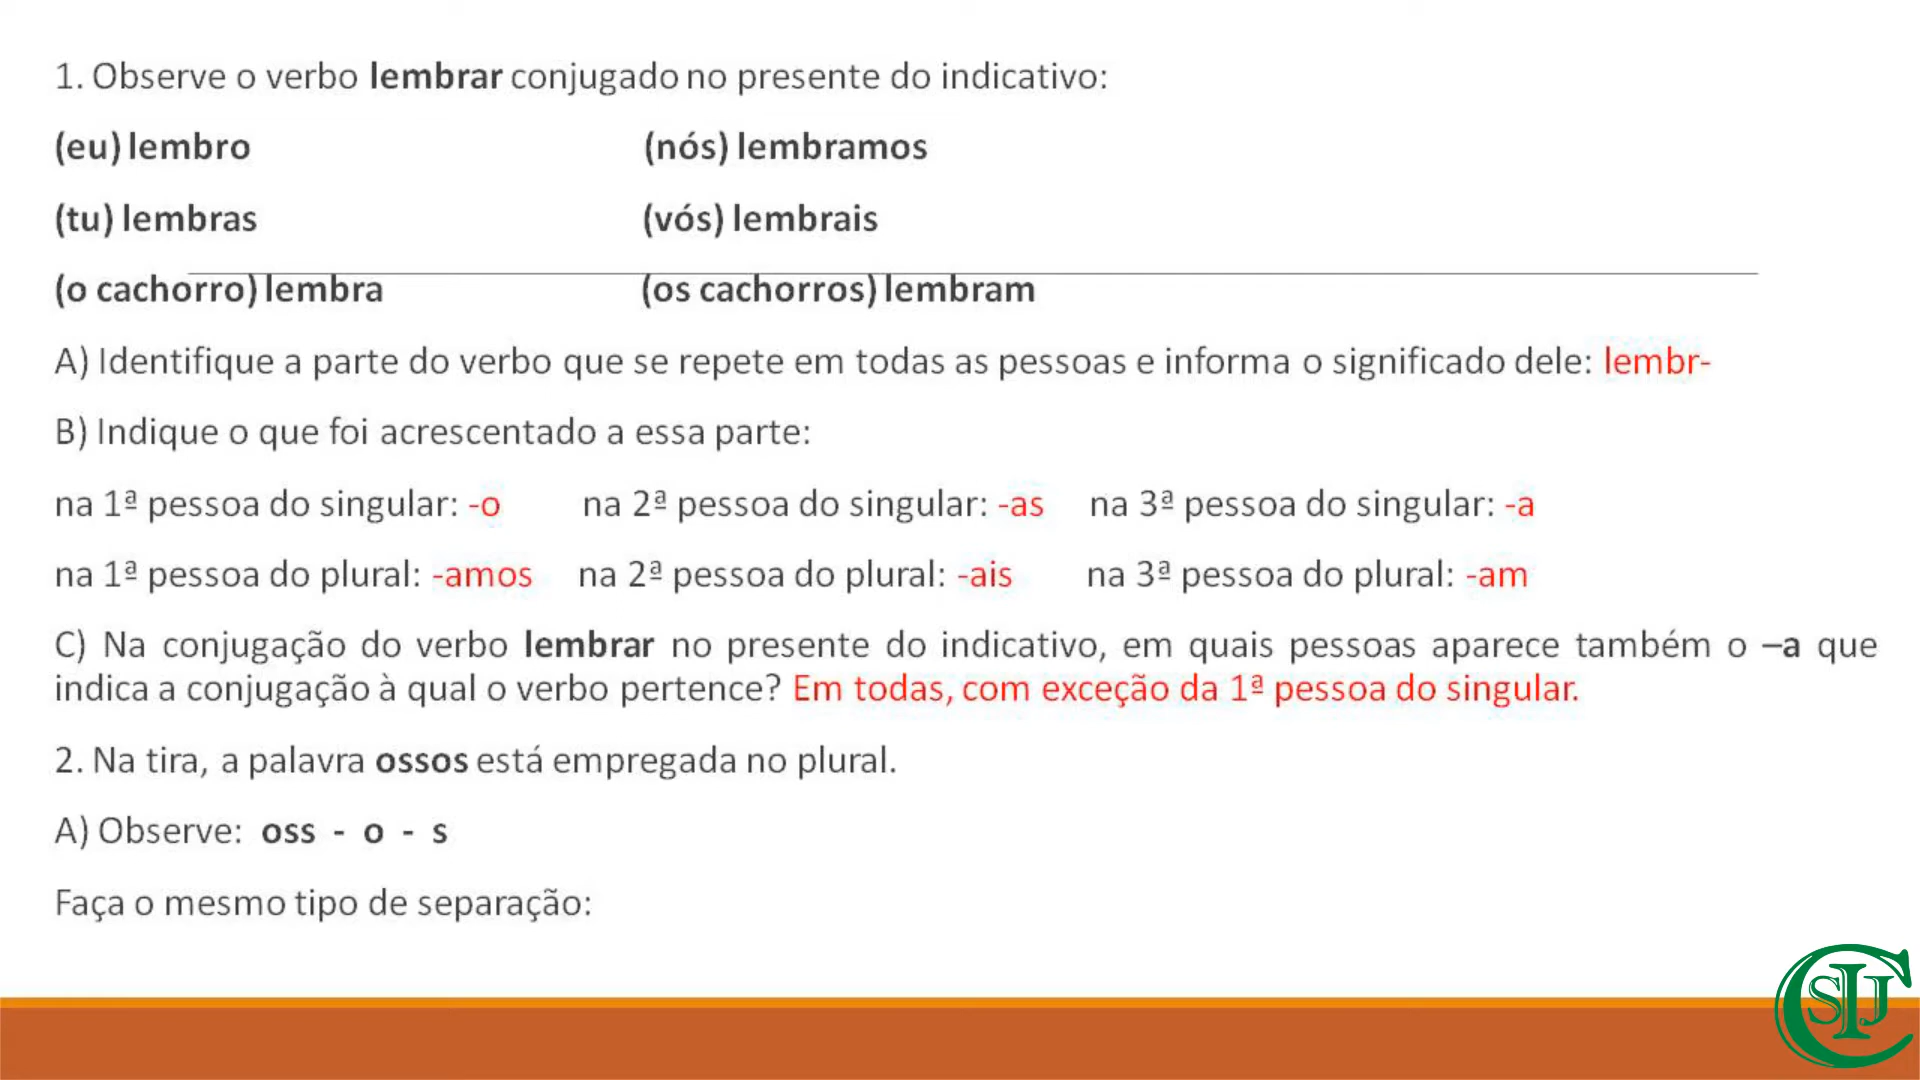 1. Observe o verbo lembrar conjugado no presente do indicativo:
(eu) lembro (nós) lembramos
(tu) lembras (vós) lembrais
(o cachorro) lembra (os cachorros) lembram
A) Identifique a parte do verbo que se repete em todas as pessoas e informa o significado dele: lembr-
B) Indique o que foi acrescentado a essa parte:
na 1ª pessoa do singular: -o na 2ª pessoa do singular: -as na 3ª pessoa do singular: -a
na 1ª pessoa do plural: -amos na 2ª pessoa do plural: -ais na 3ª pessoa do plural: -am
C) Na conjugação do verbo lembrar no presente do indicativo, em quais pessoas aparece também o –a que
indica a conjugação à qual o verbo pertence? Em todas, com exceção da 1ª pessoa do singular.
2. Na tira, a palavra ossos está empregada no plural.
A) Observe: oss - o - s
Faça o mesmo tipo de separação:
CSIJ